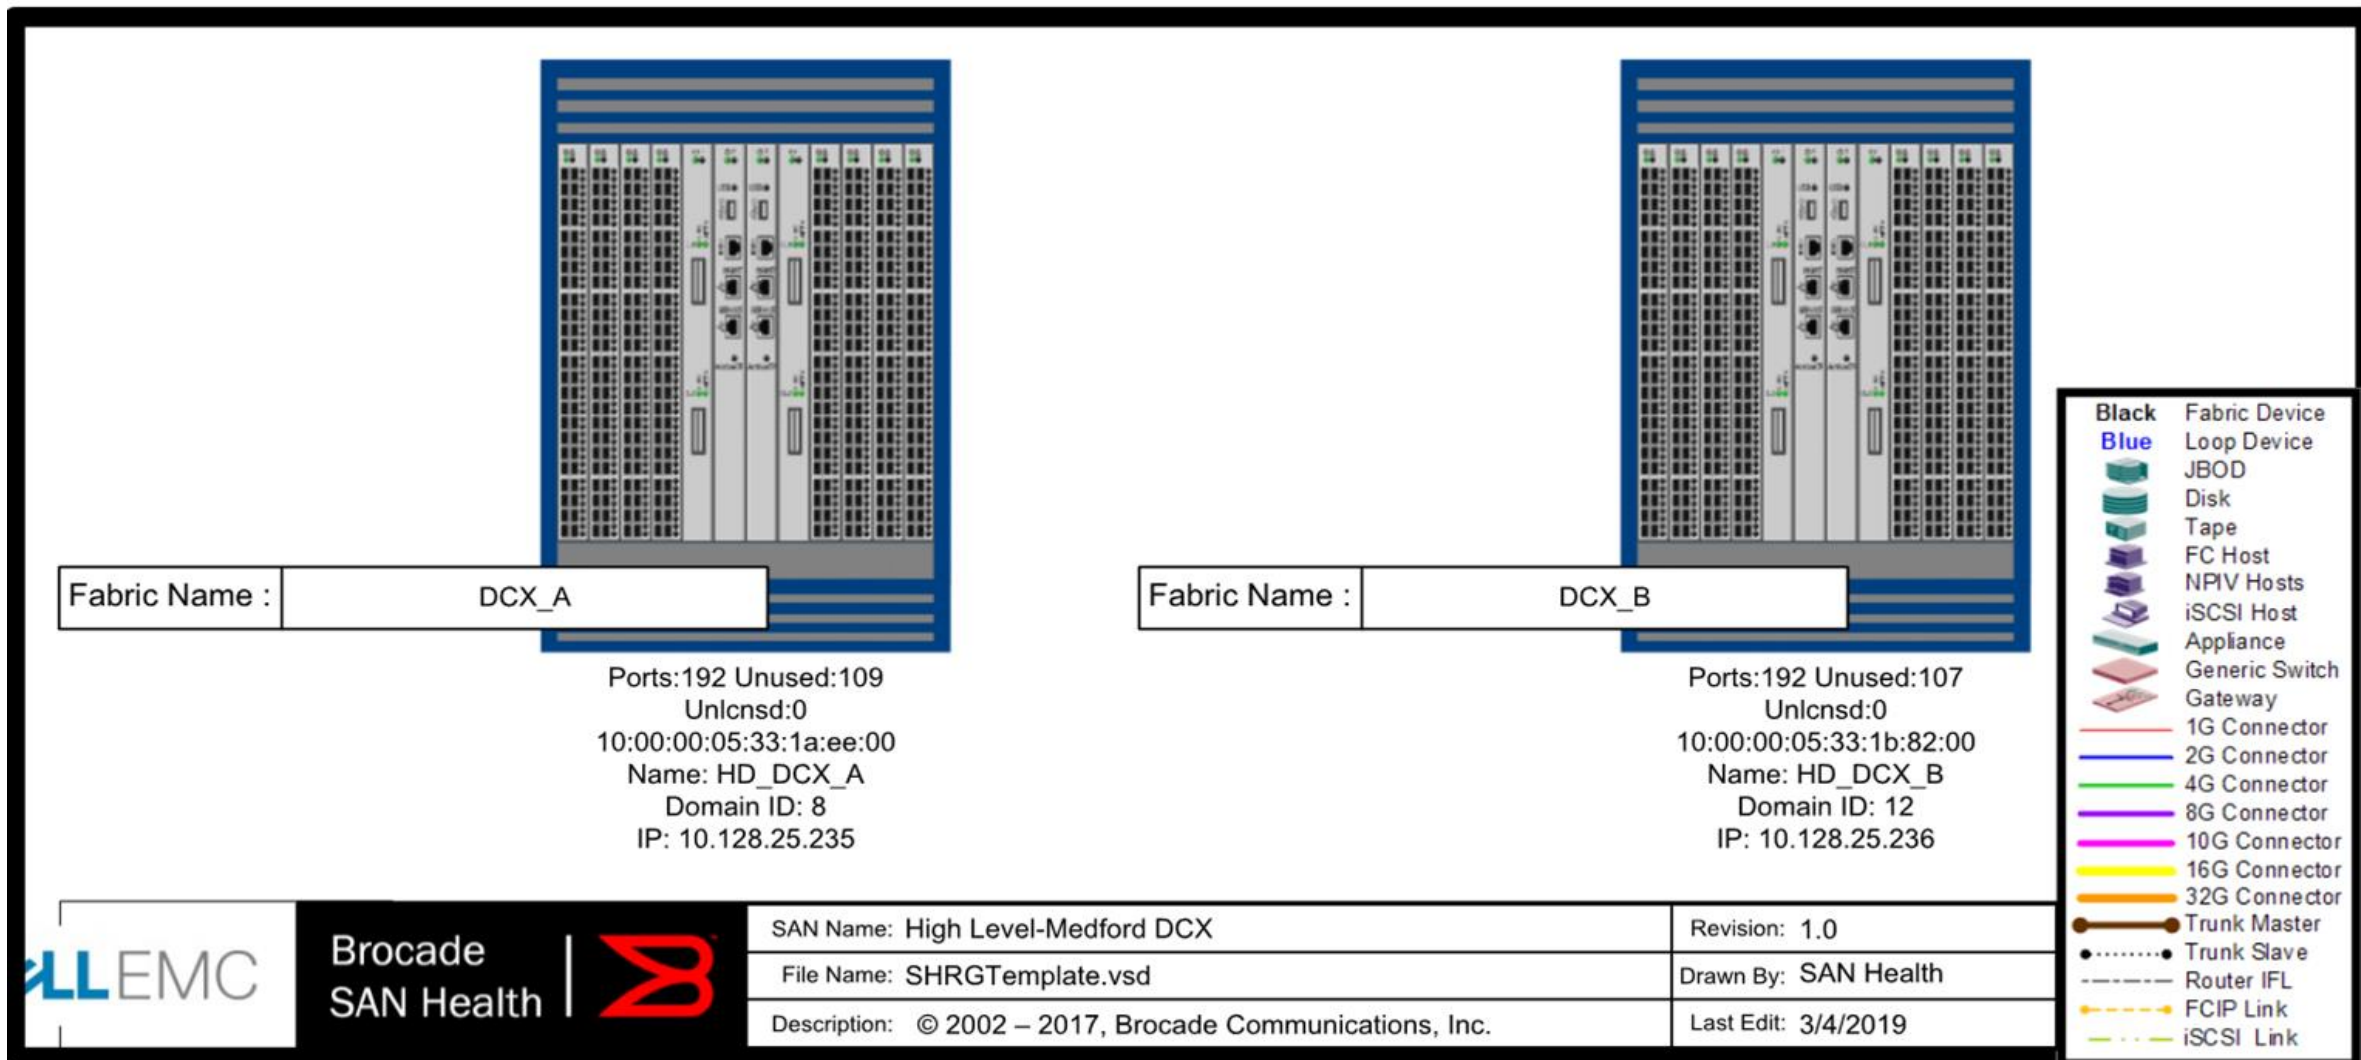 Fabric Name :
DCX_A
Ports:192 Unused:109
Unlcnsd:0
10:00:00:05:33:1a:ee:00
Name: HD_DCX_A
Domain ID: 8
IP: 10.128.25.235
Fabric Name :
DCX_B
Ports:192 Unused:107
Unlcnsd:0
10:00:00:05:33:1b:82:00
Name: HD_DCX_B
Domain ID: 12
IP: 10.128.25.236
Black Fabric Device
Blue Loop Device
JBOD
Disk
Tape
FC Host
NPIV Hosts
iSCSI Host
Appliance
Generic Switch
Gateway
1G Connector
2G Connector
4G Connector
8G Connector
10G Connector
16G Connector
32G Connector
Trunk Master
Trunk Slave
Router IFL
FCIP Link
iSCSI Link
LL EMC
Brocade
SAN Health
SAN Name: High Level-Medford DCX
Revision: 1.0
File Name: SHRGTemplate.vsd
Drawn By: SAN Health
Description: © 2002 – 2017, Brocade Communications, Inc.
Last Edit: 3/4/2019